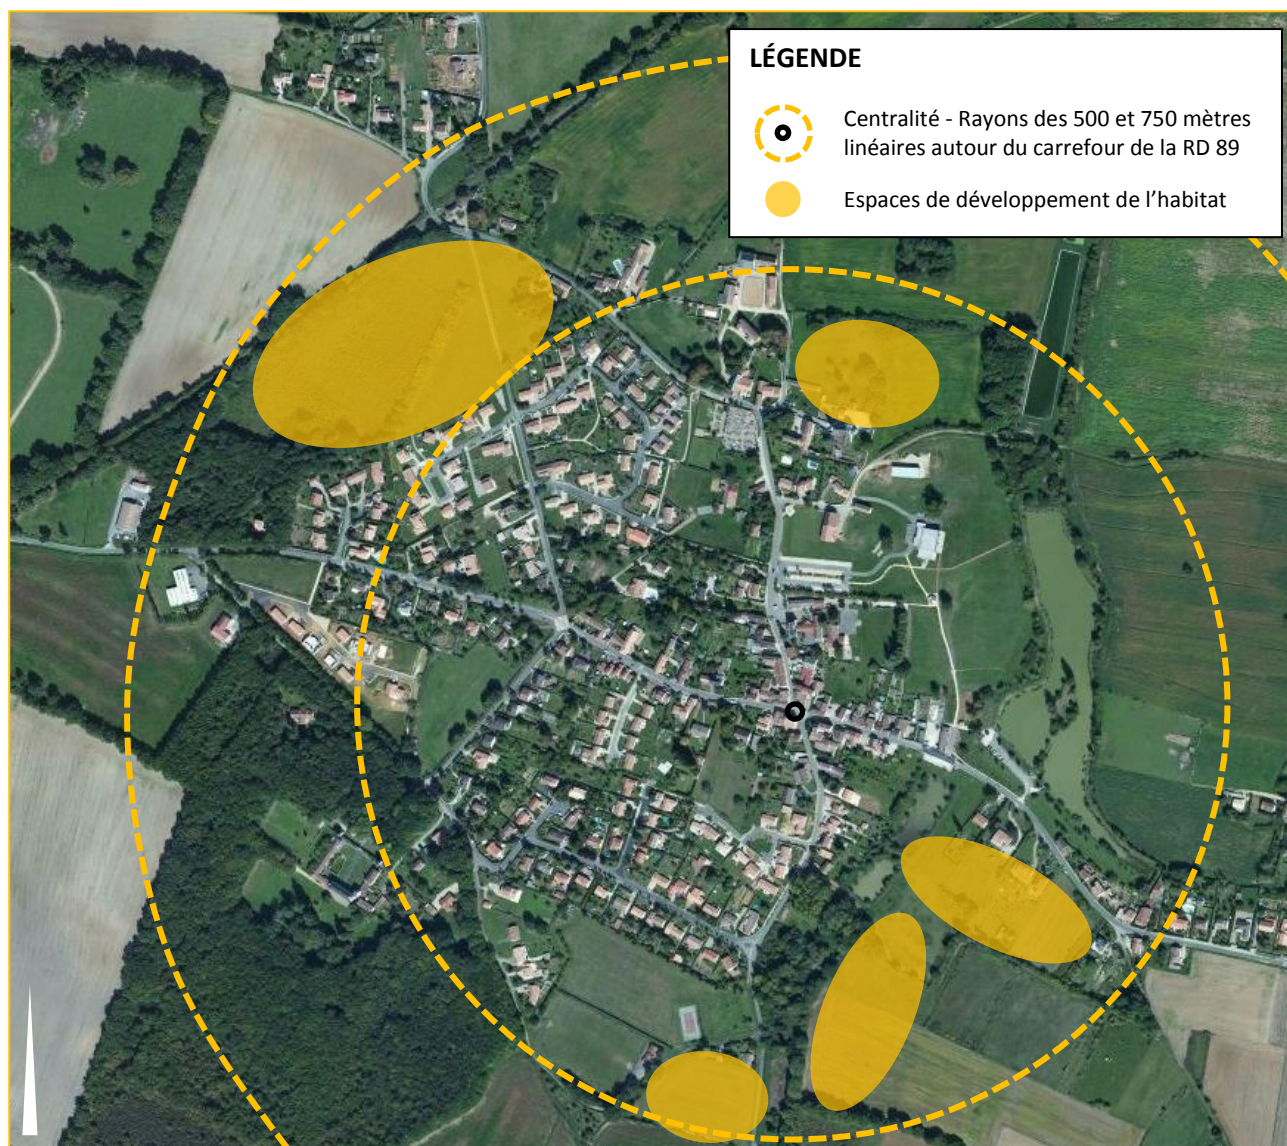 LÉGENDE
Centralité - Rayons des 500 et 750 mètres
linéaires autour du carrefour de la RD 89
Espaces de développement de l'habitat